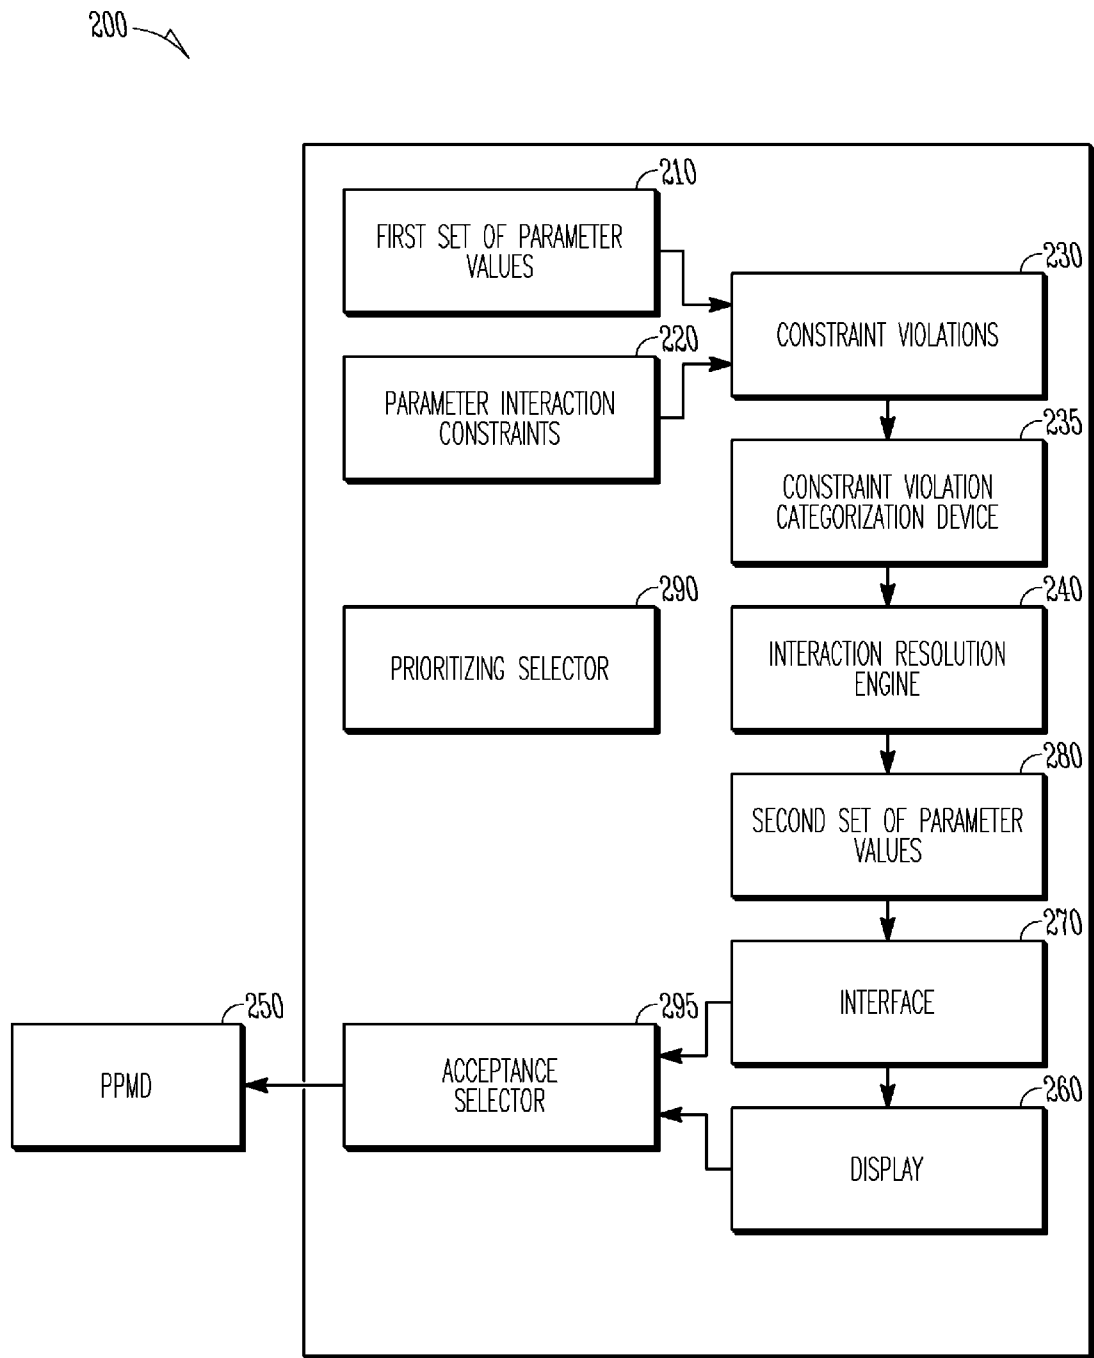 200
210
FIRST SET OF PARAMETER
VALUES
230
CONSTRAINT VIOLATIONS
220
PARAMETER INTERACTION
CONSTRAINTS
235
CONSTRAINT VIOLATION
CATEGORIZATION DEVICE
290
PRIORITIZING SELECTOR
240
INTERACTION RESOLUTION
ENGINE
280
SECOND SET OF PARAMETER
VALUES
270
INTERFACE
250
PPMD
295
ACCEPTANCE
SELECTOR
260
DISPLAY